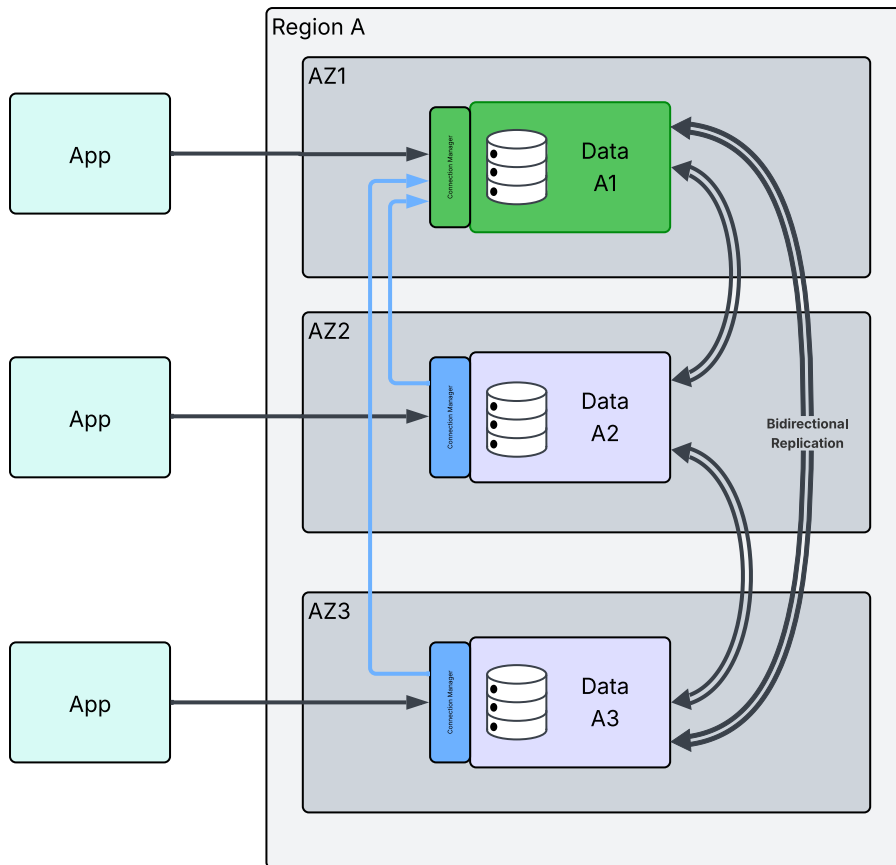 Region A
AZ1
App
Connection Manager
Data
A1
AZ2
App
Connection Manager
Data
A2
Bidirectional
Replication
AZ3
App
Connection Manager
Data
A3